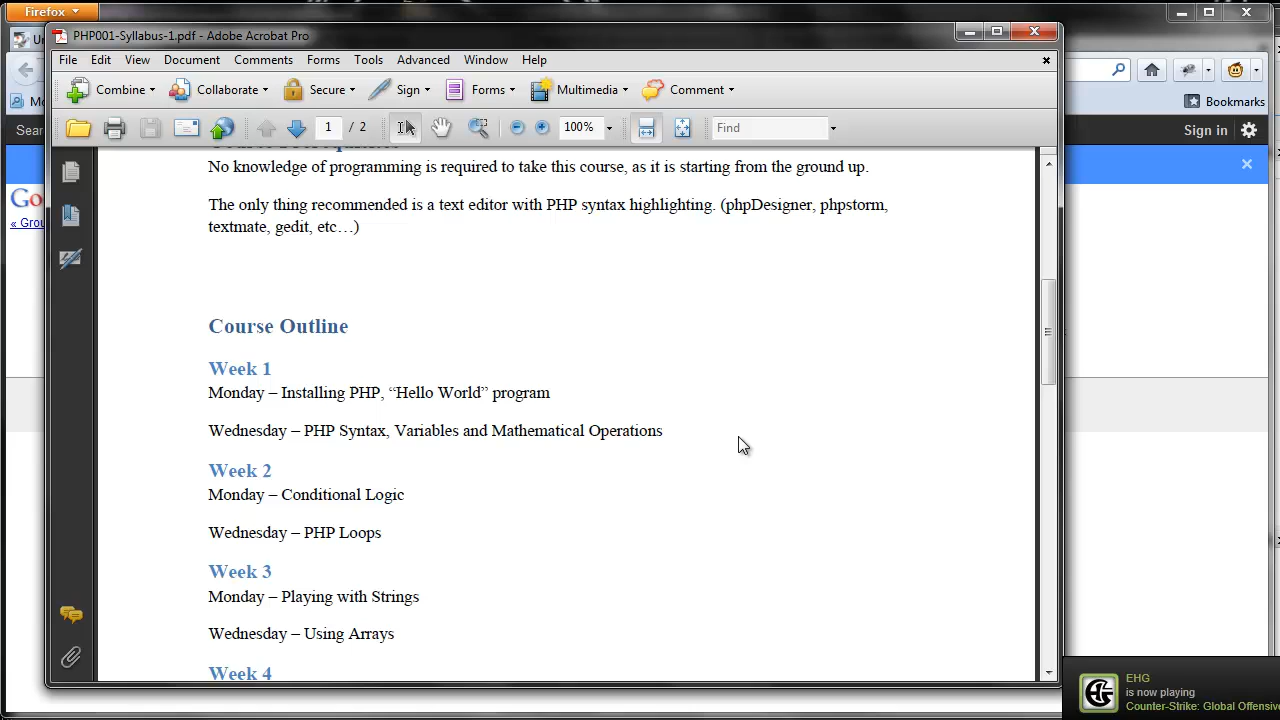 Firefox
PHP001-Syllabus-1.pdf - Adobe Acrobat Pro
File Edit View Document Comments Forms Tools Advanced Window Help
Combine Collaborate Secure Sign Forms Multimedia Comment
1 / 2 100% Find
Bookmarks
Sign in
Sear
Go
« Grou
No knowledge of programming is required to take this course, as it is starting from the ground up.
The only thing recommended is a text editor with PHP syntax highlighting. (phpDesigner, phpstorm,
textmate, gedit, etc…)
Course Outline
Week 1
Monday – Installing PHP, “Hello World” program
Wednesday – PHP Syntax, Variables and Mathematical Operations
Week 2
Monday – Conditional Logic
Wednesday – PHP Loops
Week 3
Monday – Playing with Strings
Wednesday – Using Arrays
Week 4
EHG
is now playing
Counter-Strike: Global Offensiv